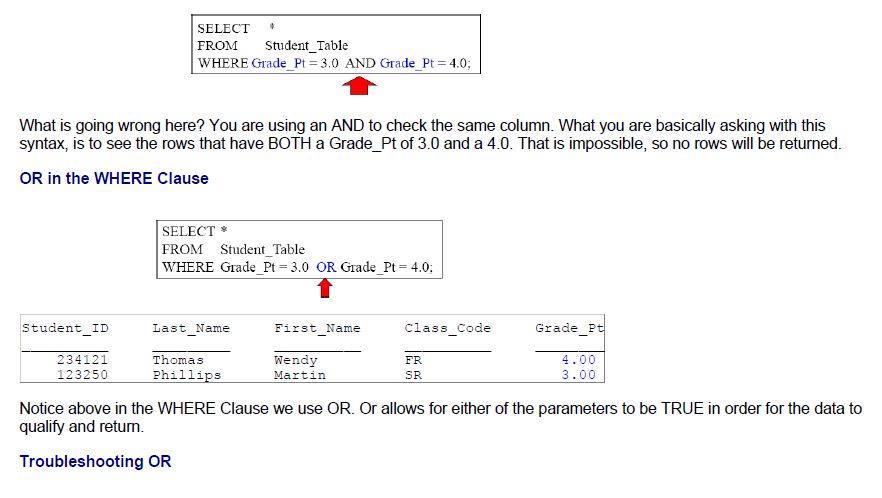 SELECT *
FROM Student_Table
WHERE Grade_Pt = 3.0 AND Grade_Pt = 4.0;
What is going wrong here? You are using an AND to check the same column. What you are basically asking with this
syntax, is to see the rows that have BOTH a Grade_Pt of 3.0 and a 4.0. That is impossible, so no rows will be returned.
OR in the WHERE Clause
SELECT *
FROM Student_Table
WHERE Grade_Pt = 3.0 OR Grade_Pt = 4.0;
Student_ID Last_Name First_Name Class_Code Grade_Pt
234121 Thomas Wendy FR 4.00
123250 Phillips Martin SR 3.00
Notice above in the WHERE Clause we use OR. Or allows for either of the parameters to be TRUE in order for the data to
qualify and return.
Troubleshooting OR